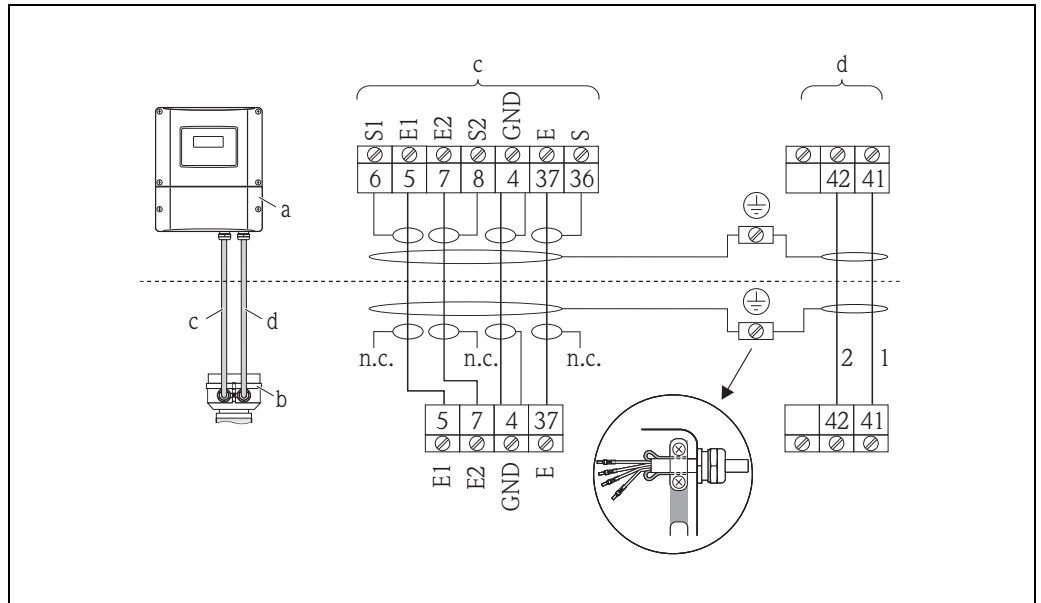 c d
S1 E1 E2 S2 GND E S
6 5 7 8 4 37 36 42 41
a
c d
n.c. n.c. n.c. 2 1
b
5 7 4 37 42 41
E1 E2 GND E